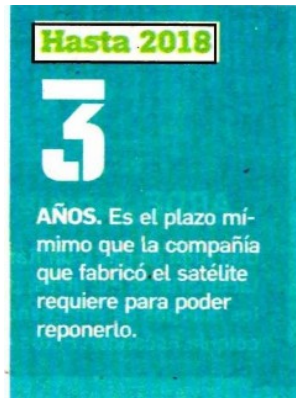 Hasta 2018
3
AÑOS. Es el plazo mí-
mimo que la compañía
que fabricó el satélite
requiere para poder
reponerlo.